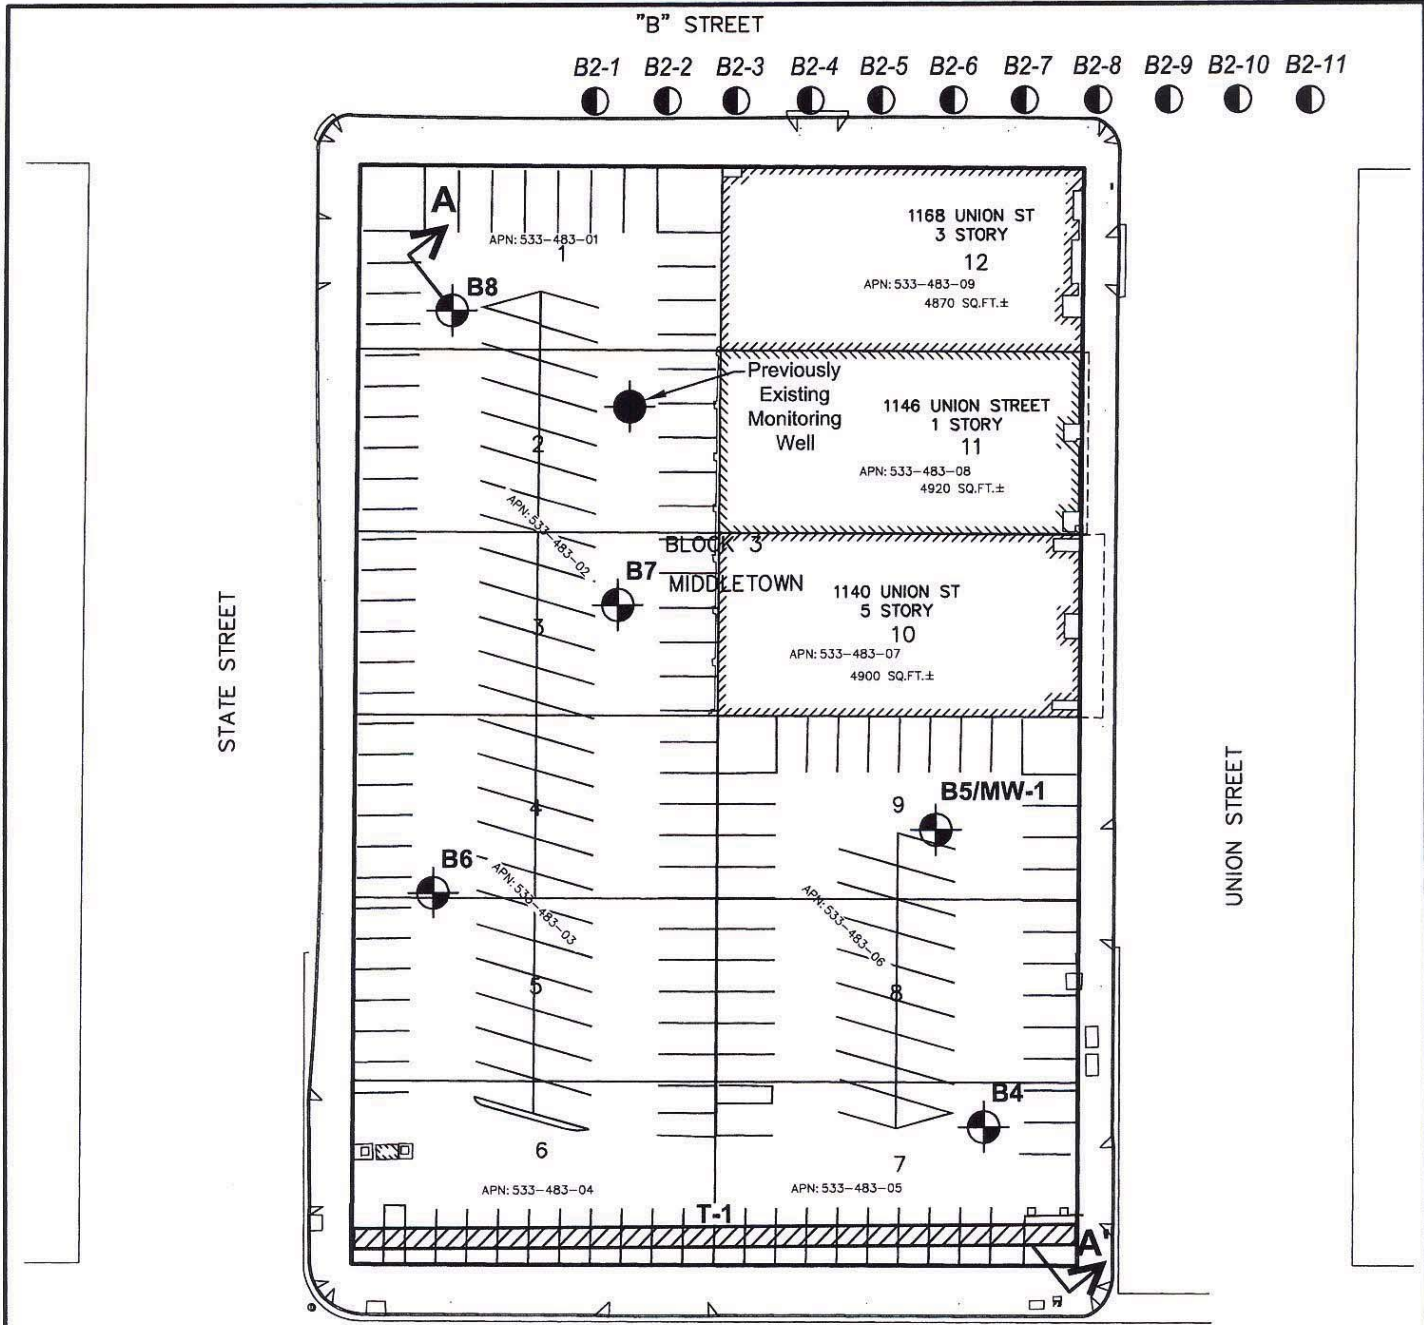 "B" STREET
B2-1 B2-2 B2-3 B2-4 B2-5 B2-6 B2-7 B2-8 B2-9 B2-10 B2-11
A
APN: 533-483-01
1
B8
1168 UNION ST
3 STORY
12
APN: 533-483-09
4870 SQ.FT.±
Previously
Existing
Monitoring
Well
2
1146 UNION STREET
1 STORY
11
APN: 533-483-08
4920 SQ.FT.±
APN: 533-483-02
BLOCK 3
MIDDLETOWN
B7
3
1140 UNION ST
5 STORY
10
APN: 533-483-07
4900 SQ.FT.±
STATE STREET
UNION STREET
4
9
B5/MW-1
B6
APN: 533-483-03
APN: 533-483-06
5
8
B4
6
7
APN: 533-483-04
APN: 533-483-05
T-1
A'